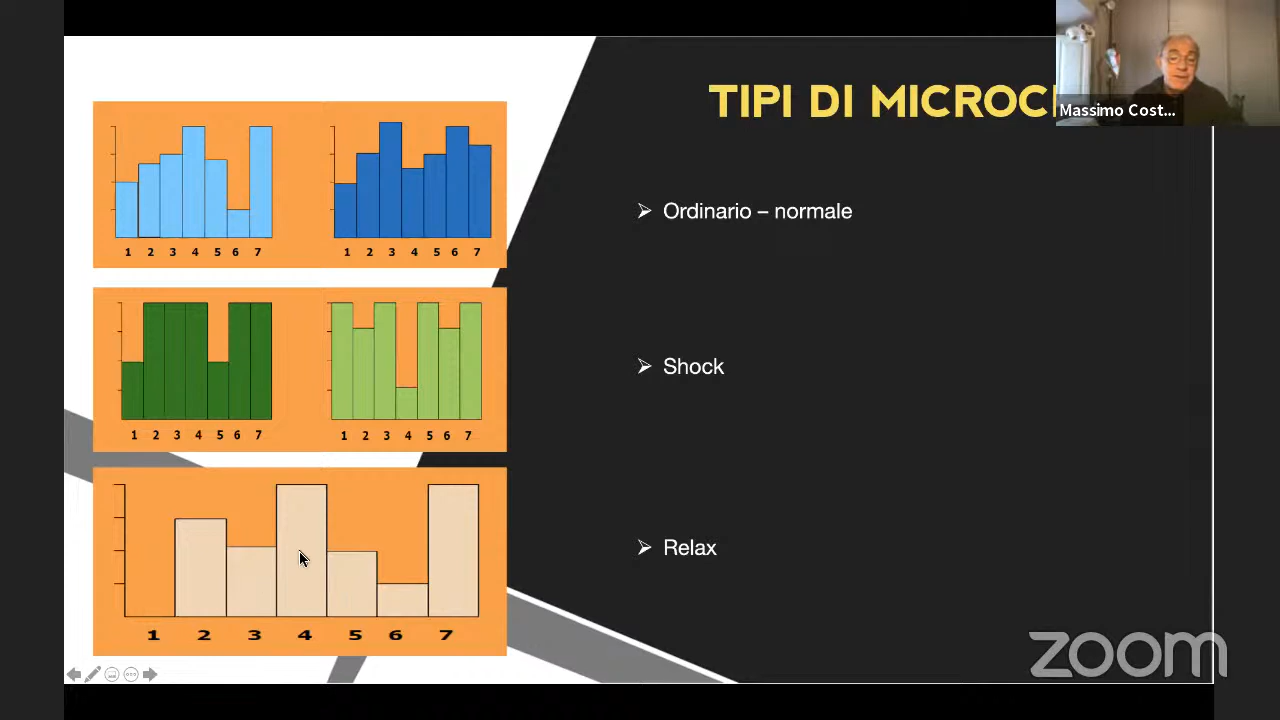 TIPI DI MICROC
Massimo Cost...
1 2 3 4 5 6 7
1 2 3 4 5 6 7
Ordinario – normale
1 2 3 4 5 6 7
1 2 3 4 5 6 7
Shock
1 2 3 4 5 6 7
Relax
zoom